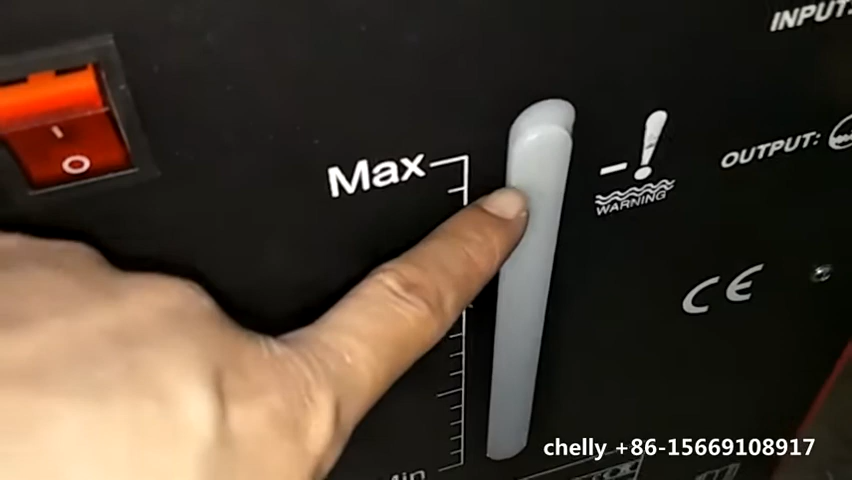 INPUT:
Max
OUTPUT:
- !
WARNING
CE
chelly +86-15669108917